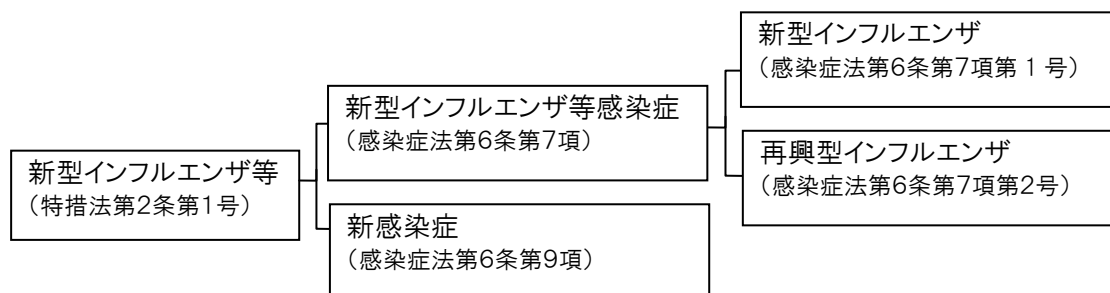 新型インフルエンザ等
（特措法第2条第1号）
新型インフルエンザ等感染症
（感染症法第6条第7項）
新型インフルエンザ
（感染症法第6条第7項第１号）
再興型インフルエンザ
（感染症法第6条第7項第2号）
新感染症
（感染症法第6条第9項）